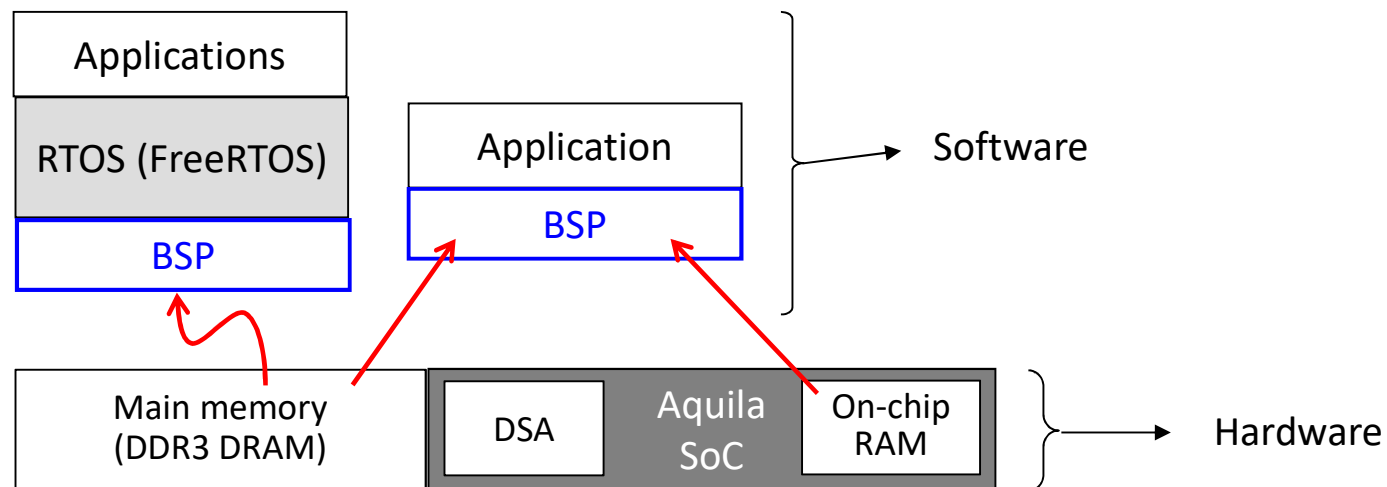 Applications
RTOS (FreeRTOS)
BSP
Application
BSP
Software
Main memory
(DDR3 DRAM)
DSA
Aquila
SoC
On-chip
RAM
Hardware